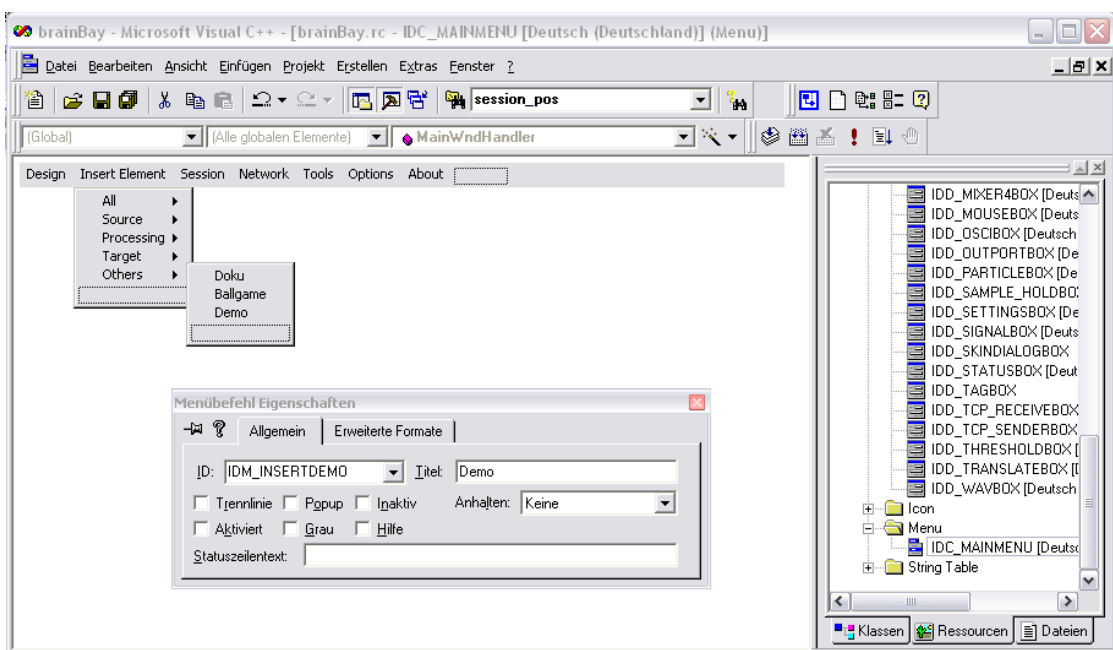 brainBay - Microsoft Visual C++ - [brainBay.rc - IDC_MAINMENU [Deutsch (Deutschland)] (Menu)]
Datei Bearbeiten Ansicht Einfügen Projekt Erstellen Extras Fenster ?
session_pos
(Global) (Alle globalen Elemente) MainWndHandler
Design Insert Element Session Network Tools Options About
All
Source
Processing
Target
Others
Doku
Ballgame
Demo
Menübefehl Eigenschaften
Allgemein Erweiterte Formate
ID: IDM_INSERTDEMO Titel: Demo
Trennlinie Popup Inaktiv Anhalten: Keine
Aktiviert Grau Hilfe
Statuszeilentext:
IDD_MIXER4BOX [Deuts
IDD_MOUSEBOX [Deuts
IDD_OSCIBOX [Deutsch
IDD_OUTPORTBOX [De
IDD_PARTICLEBOX [De
IDD_SAMPLE_HOLDBO
IDD_SETTINGSBOX [De
IDD_SIGNALBOX [Deuts
IDD_SKINDIALOGBOX
IDD_STATUSBOX [Deut
IDD_TAGBOX
IDD_TCP_RECEIVEBOX
IDD_TCP_SENDERBOX
IDD_THRESHOLDBOX [
IDD_TRANSLATEBOX [D
IDD_WAVBOX [Deutsch
Icon
Menu
IDC_MAINMENU [Deutsc
String Table
Klassen Ressourcen Dateien